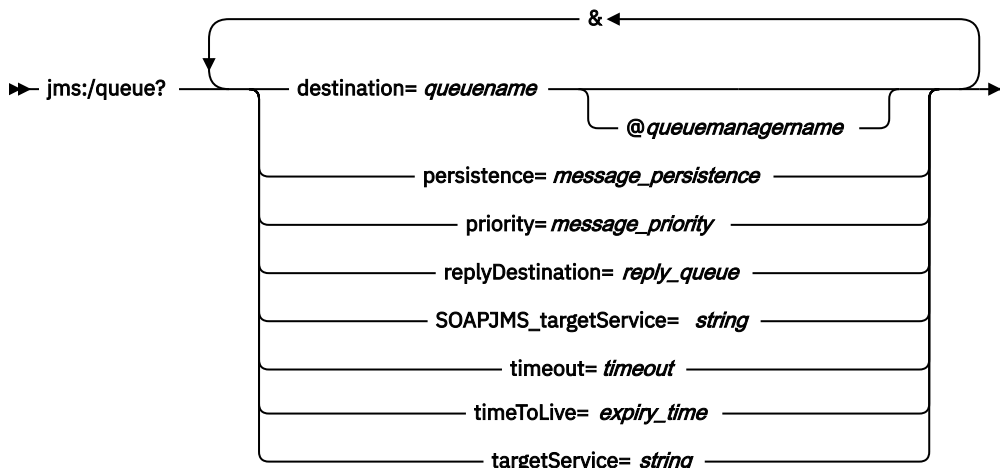 &
jms:/queue? destination= queuename
@queuemanagername
persistence= message_persistence
priority= message_priority
replyDestination= reply_queue
SOAPJMS_targetService= string
timeout= timeout
timeToLive= expiry_time
targetService= string